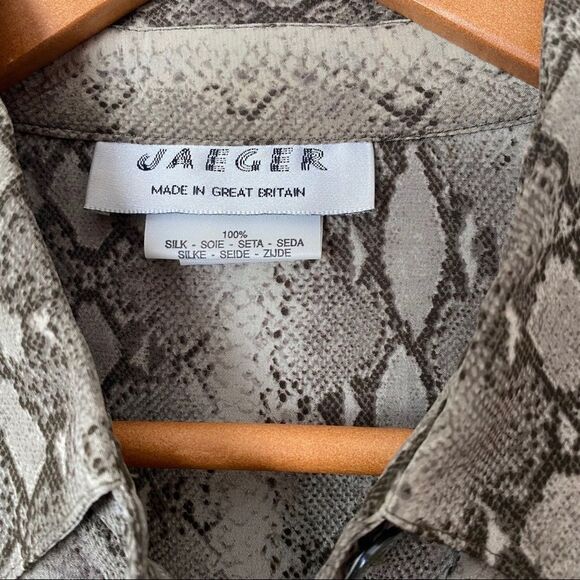 JAEGER
MADE IN GREAT BRITAIN
100%
SILK - SOIE - SETA - SEDA
SILKE - SEIDE - ZIJDE